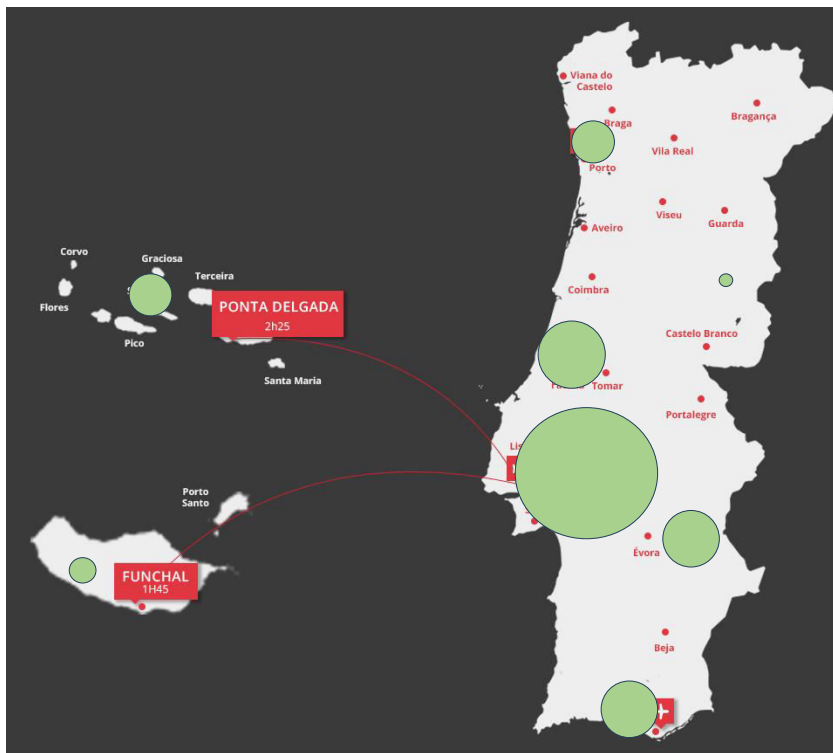 Viana do
Castelo
Braga
Bragança
Porto
Vila Real
Viseu
Guarda
Aveiro
Coimbra
Castelo Branco
Tomar
Portalegre
Évora
Beja
Corvo
Graciosa
Flores
Terceira
Pico
PONTA DELGADA
2h25
Santa Maria
Porto
Santo
FUNCHAL
1H45